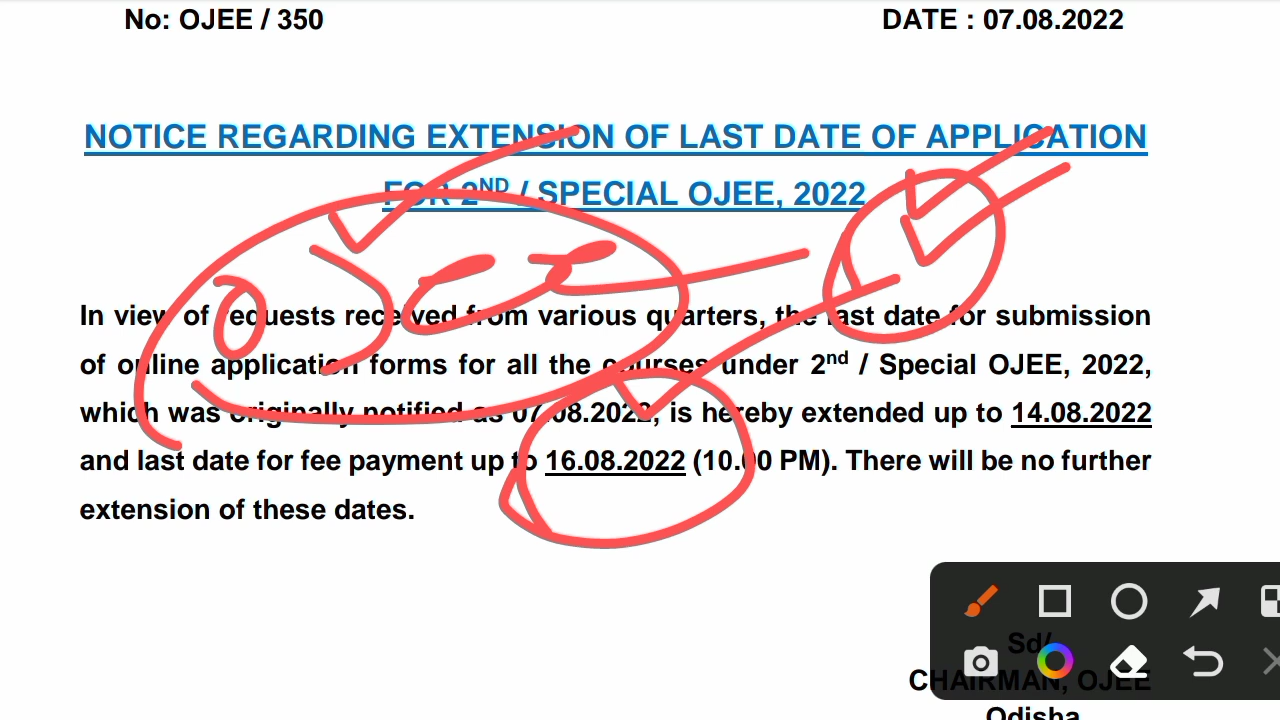 No: OJEE / 350 DATE : 07.08.2022
NOTICE REGARDING EXTENSION OF LAST DATE OF APPLICATION
FOR 2ND / SPECIAL OJEE, 2022
OJee
In view of requests received from various quarters, the last date for submission
of online application forms for all the courses under 2nd / Special OJEE, 2022,
which was originally notified as 07.08.2022, is hereby extended up to 14.08.2022
and last date for fee payment up to 16.08.2022 (10.00 PM). There will be no further
extension of these dates.
Sd/
CHAIRMAN, OJEE
Odisha